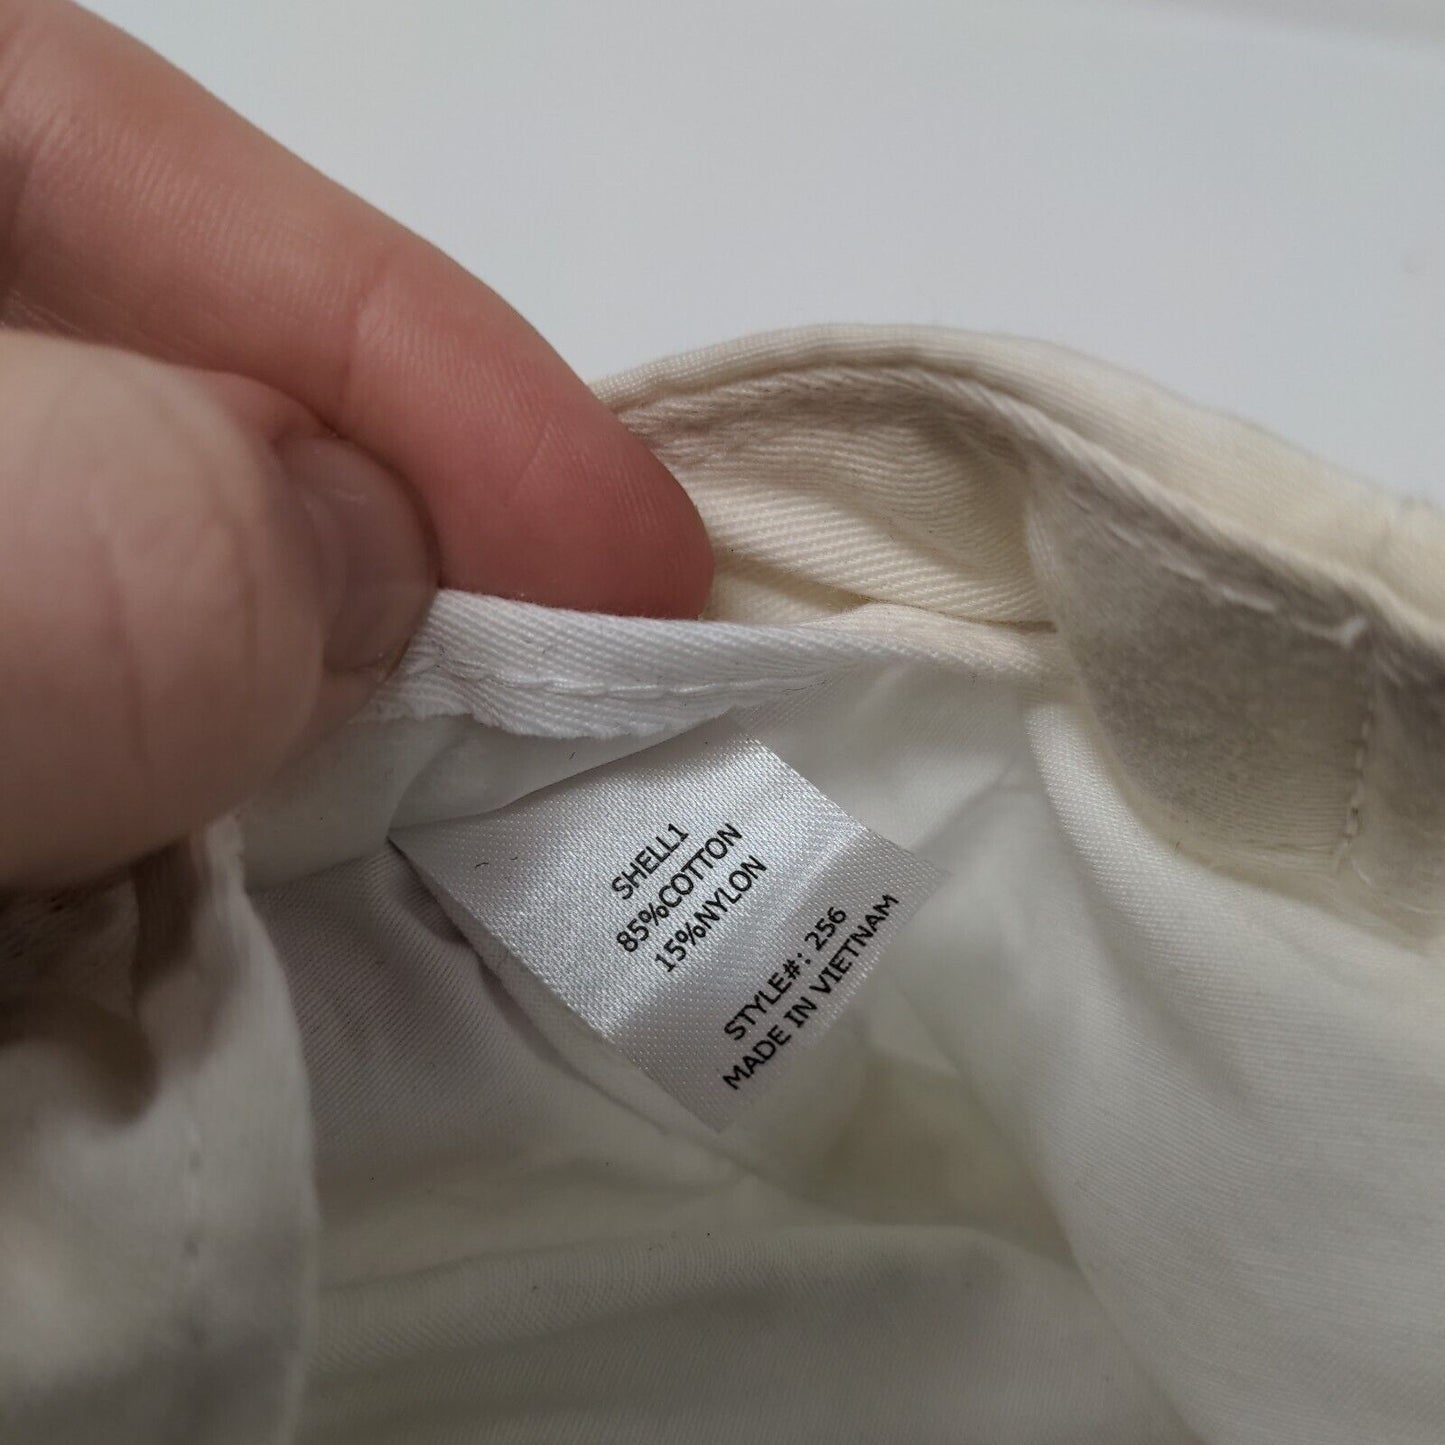 SHELL1
85%COTTON
15%NYLON
STYLE#: 256
MADE IN VIETNAM